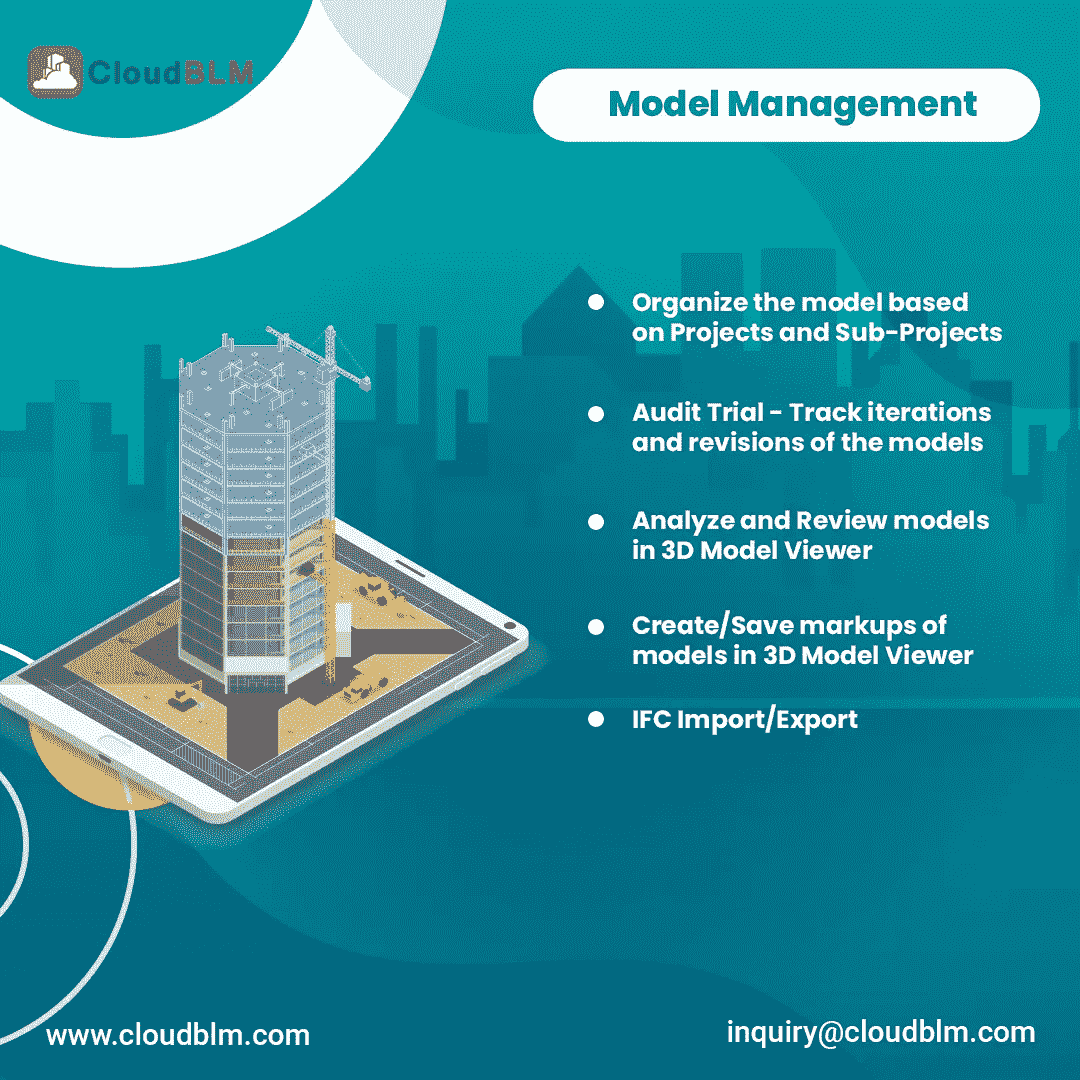 CloudBLM
Model Management
Organize the model based
on Projects and Sub-Projects
Audit Trial - Track iterations
and revisions of the models
Analyze and Review models
in 3D Model Viewer
Create/Save markups of
models in 3D Model Viewer
IFC Import/Export
www.cloudblm.com
inquiry@cloudblm.com